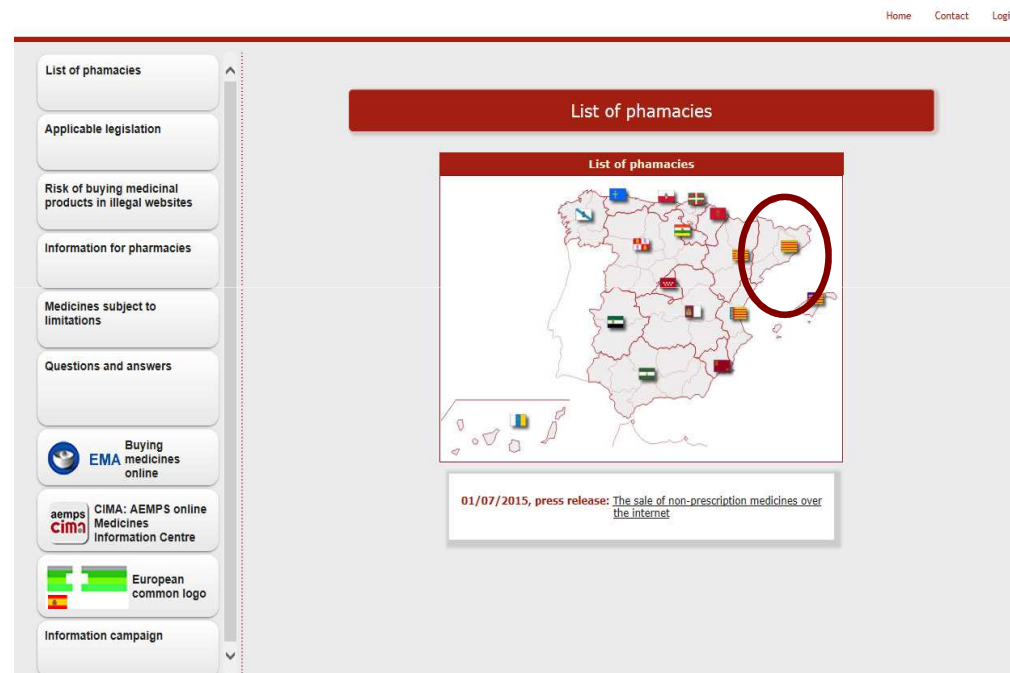 Home Contact Logi
List of phamacies
Applicable legislation
Risk of buying medicinal
products in illegal websites
Information for pharmacies
Medicines subject to
limitations
Questions and answers
EMA
Buying
medicines
online
aemps
cima
CIMA: AEMPS online
Medicines
Information Centre
European
common logo
Information campaign
List of phamacies
List of phamacies
01/07/2015, press release: The sale of non-prescription medicines over
the internet